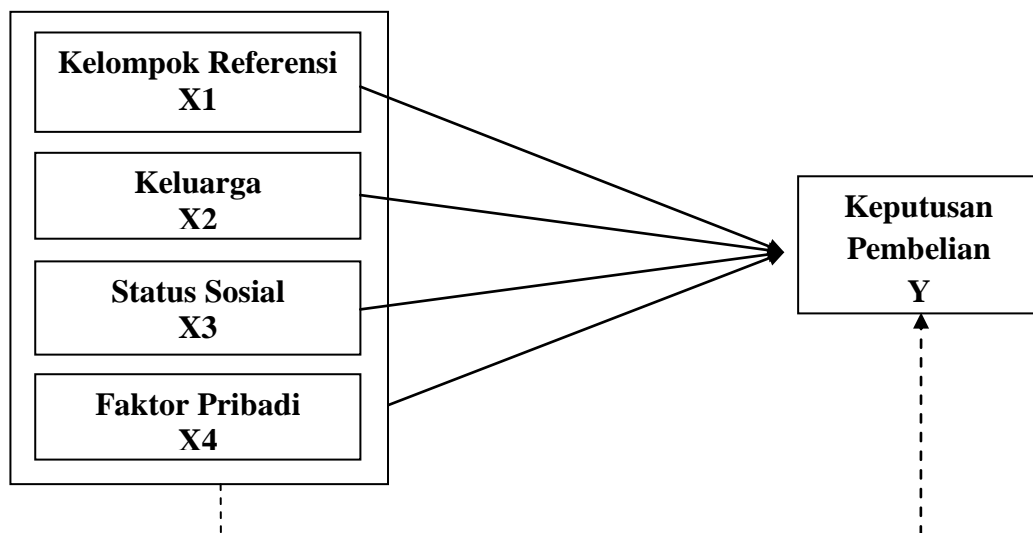 Kelompok Referensi
X1
Keluarga
X2
Status Sosial
X3
Faktor Pribadi
X4
Keputusan
Pembelian
Y